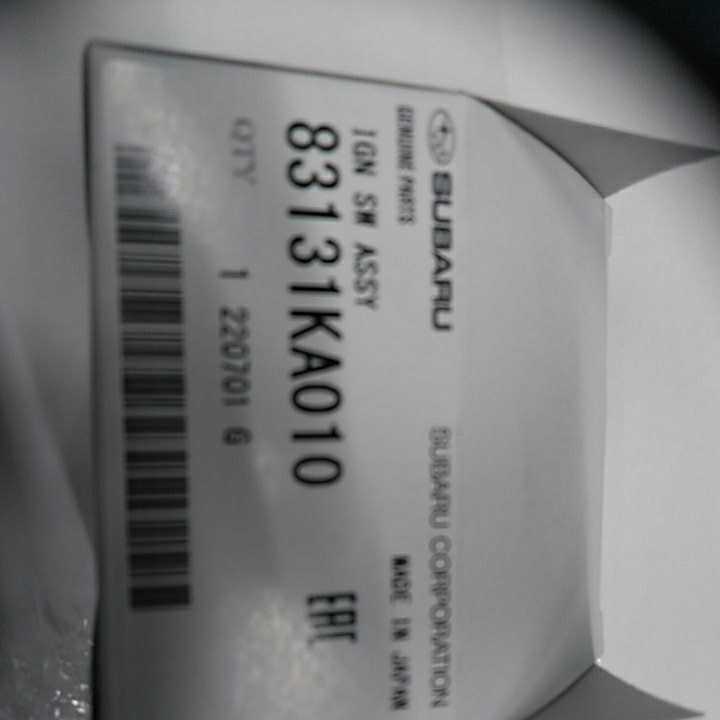 SUBARU SUBARU CORPORATION
GENUINE PARTS MADE IN JAPAN
IGN SW ASSY
83131KA010 EAC
QTY 1 220701 G